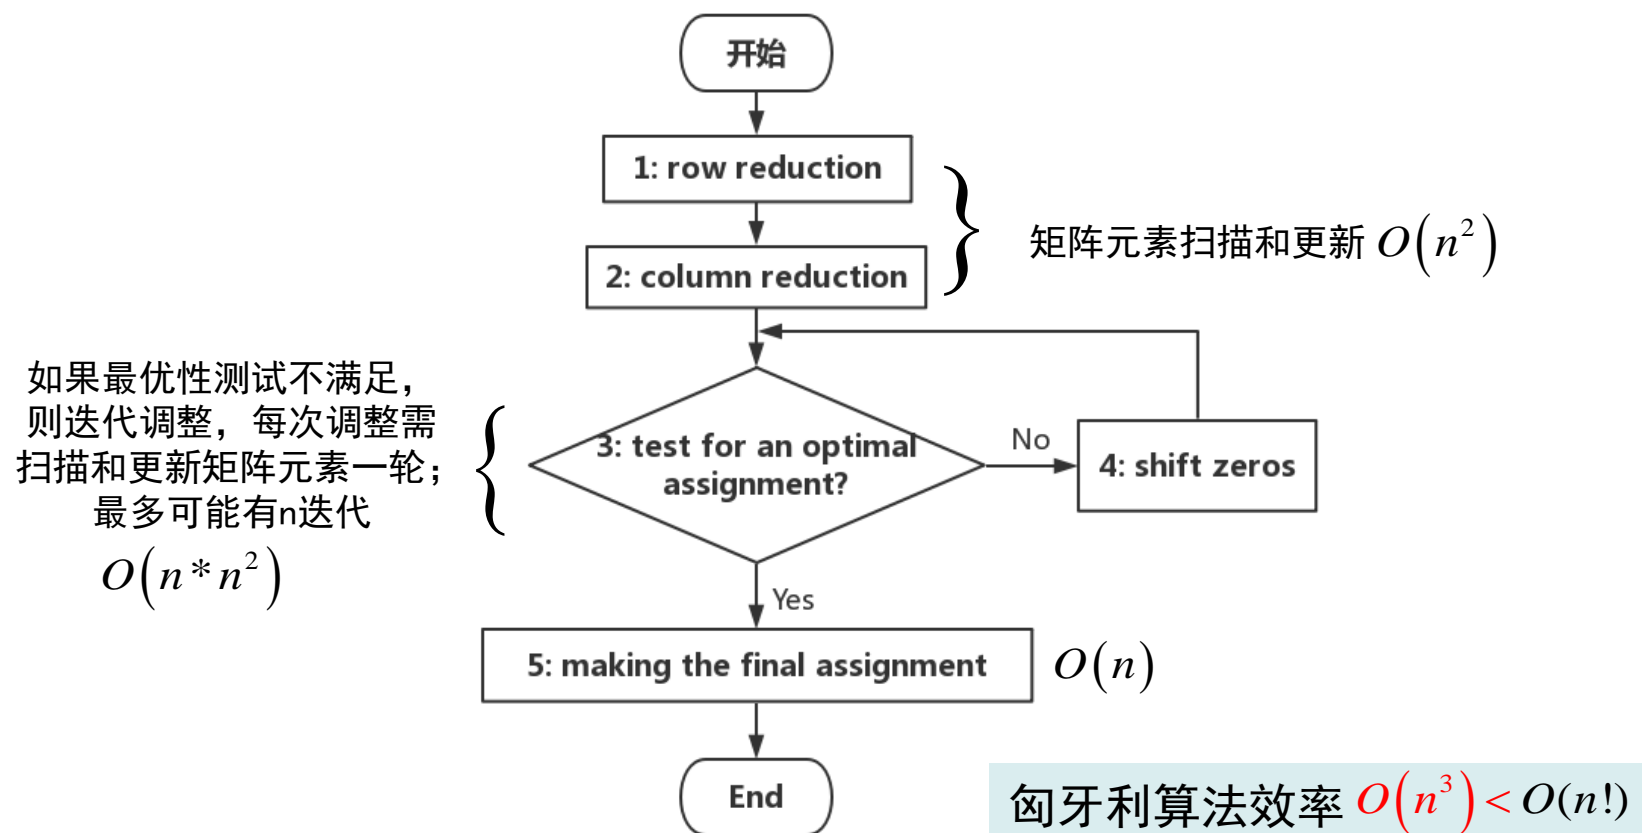 开始
1: row reduction
2: column reduction
矩阵元素扫描和更新 O(n²)
如果最优性测试不满足，
则迭代调整，每次调整需
扫描和更新矩阵元素一轮；
最多可能有n迭代
O(n*n²)
3: test for an optimal
assignment?
No
4: shift zeros
Yes
5: making the final assignment
O(n)
End
匈牙利算法效率 O(n³)<O(n!)